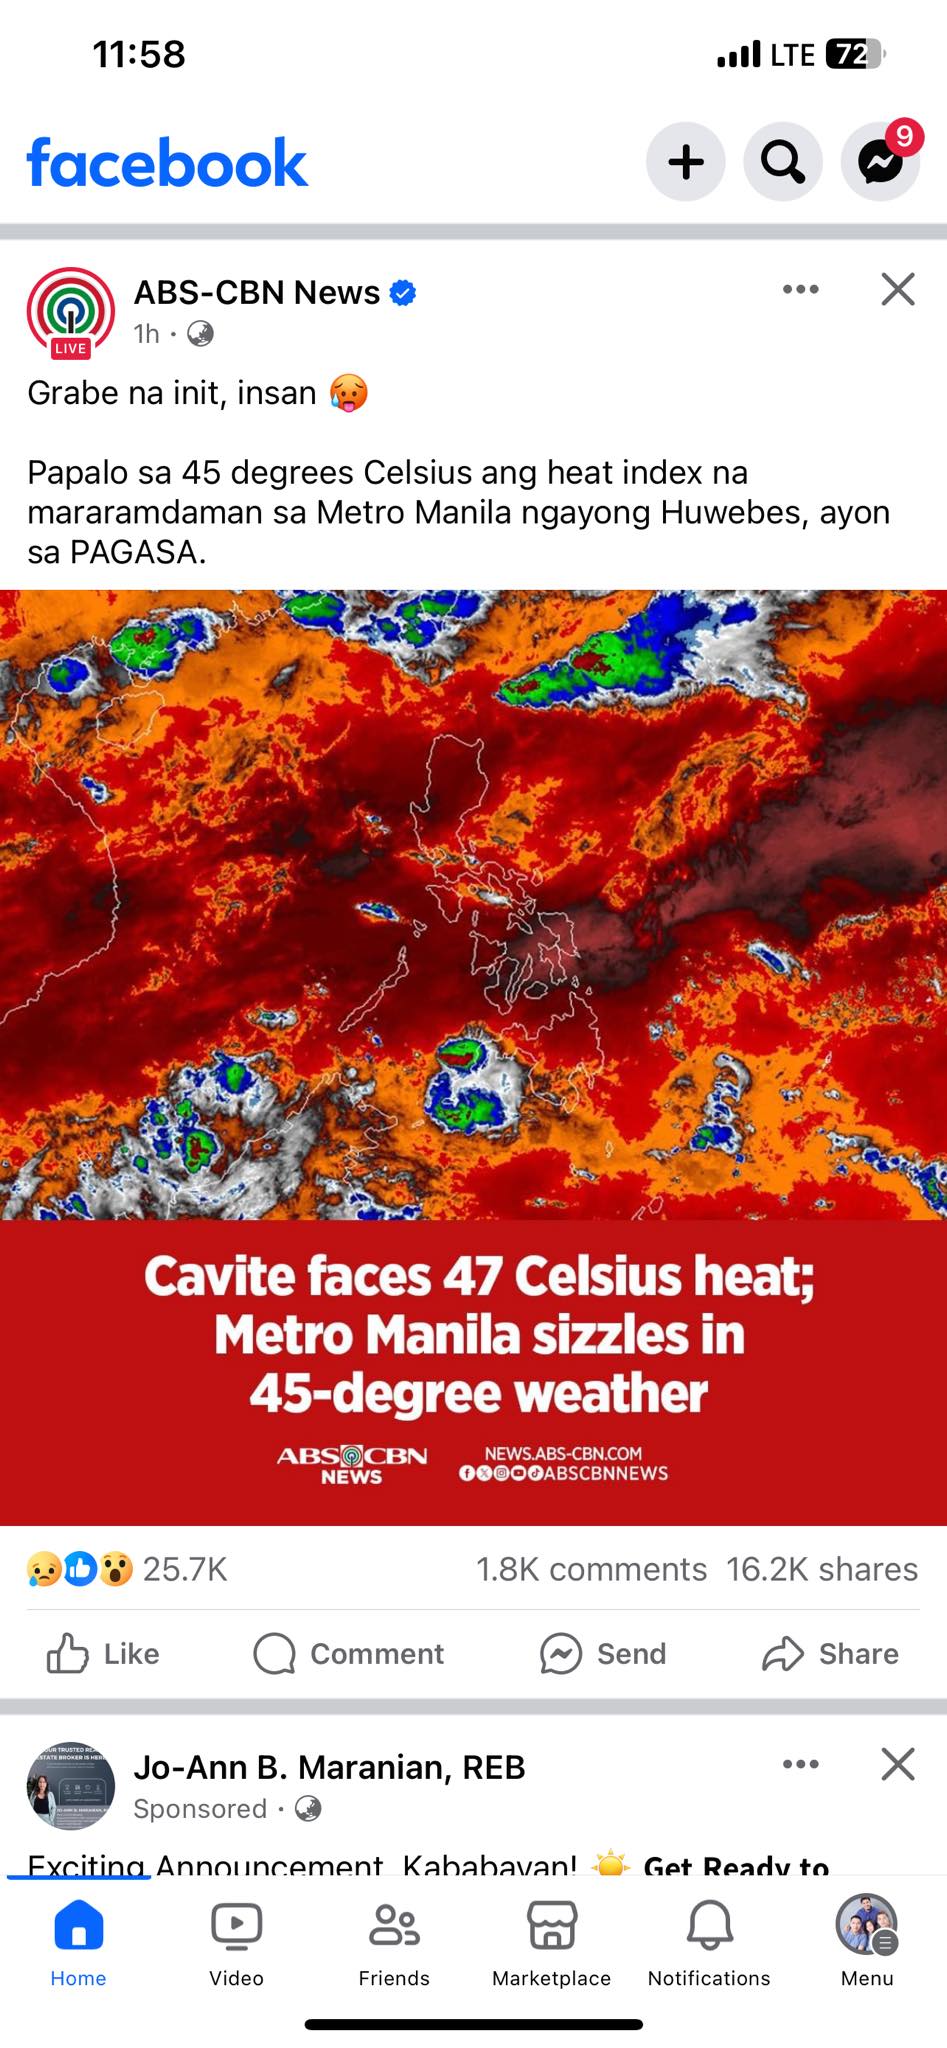 11:58
LTE 72
facebook
9
ABS-CBN News
1h ·
LIVE
Grabe na init, insan 🥵
Papalo sa 45 degrees Celsius ang heat index na
mararamdaman sa Metro Manila ngayong Huwebes, ayon
sa PAGASA.
Cavite faces 47 Celsius heat;
Metro Manila sizzles in
45-degree weather
ABS CBN
NEWS
NEWS.ABS-CBN.COM
ABSCBNNEWS
25.7K
1.8K comments 16.2K shares
Like
Comment
Send
Share
Jo-Ann B. Maranian, REB
Sponsored ·
Exciting Announcement, Kababayan! ☀️ Get Ready to
Home
Video
Friends
Marketplace
Notifications
Menu